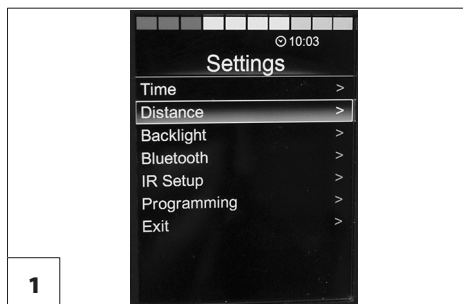 10:03
Settings
Time >
Distance >
Backlight >
Bluetooth >
IR Setup >
Programming >
Exit >
1